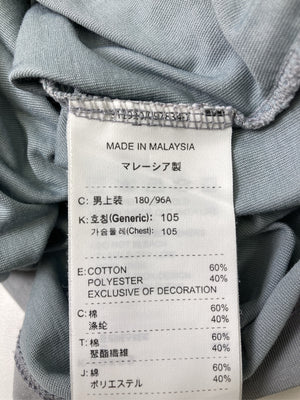 MADE IN MALAYSIA
マレーシア製
C: 男上装 180/96A
K: 호칭(Generic): 105
가슴둘레(Chest): 105
E: COTTON 60%
POLYESTER 40%
EXCLUSIVE OF DECORATION
C: 棉 60%
涤纶 40%
T: 棉 60%
聚酯纖維 40%
J: 綿 60%
ポリエステル 40%